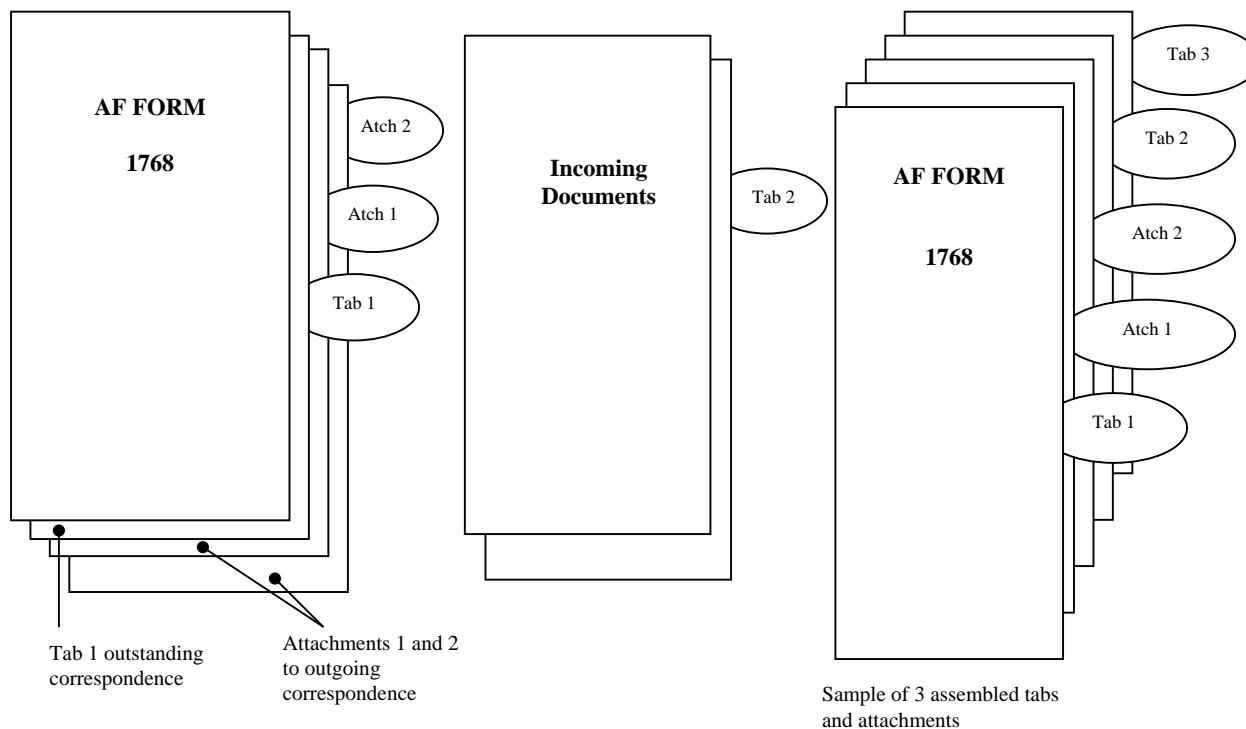 AF FORM
1768
Atch 2
Atch 1
Tab 1
Tab 1 outstanding
correspondence
Attachments 1 and 2
to outgoing
correspondence
Incoming
Documents
Tab 2
AF FORM
1768
Tab 3
Tab 2
Atch 2
Atch 1
Tab 1
Sample of 3 assembled tabs
and attachments